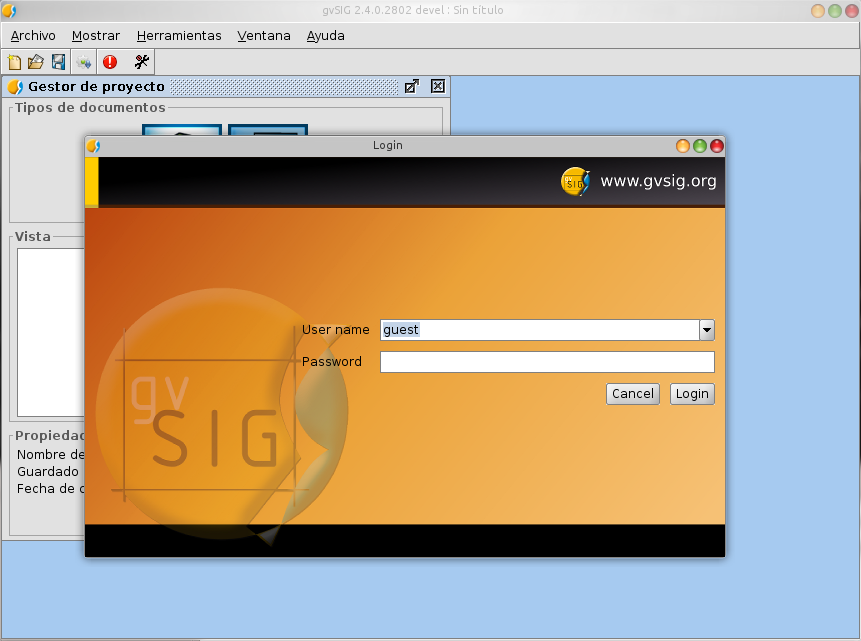 gvSIG 2.4.0.2802 devel : Sin título
Archivo Mostrar Herramientas Ventana Ayuda
Gestor de proyecto
Tipos de documentos
Login
SIG www.gvsig.org
Vista
User name guest
Password
Cancel Login
gv
SIG
Propiedad
Nombre de
Guardado
Fecha de